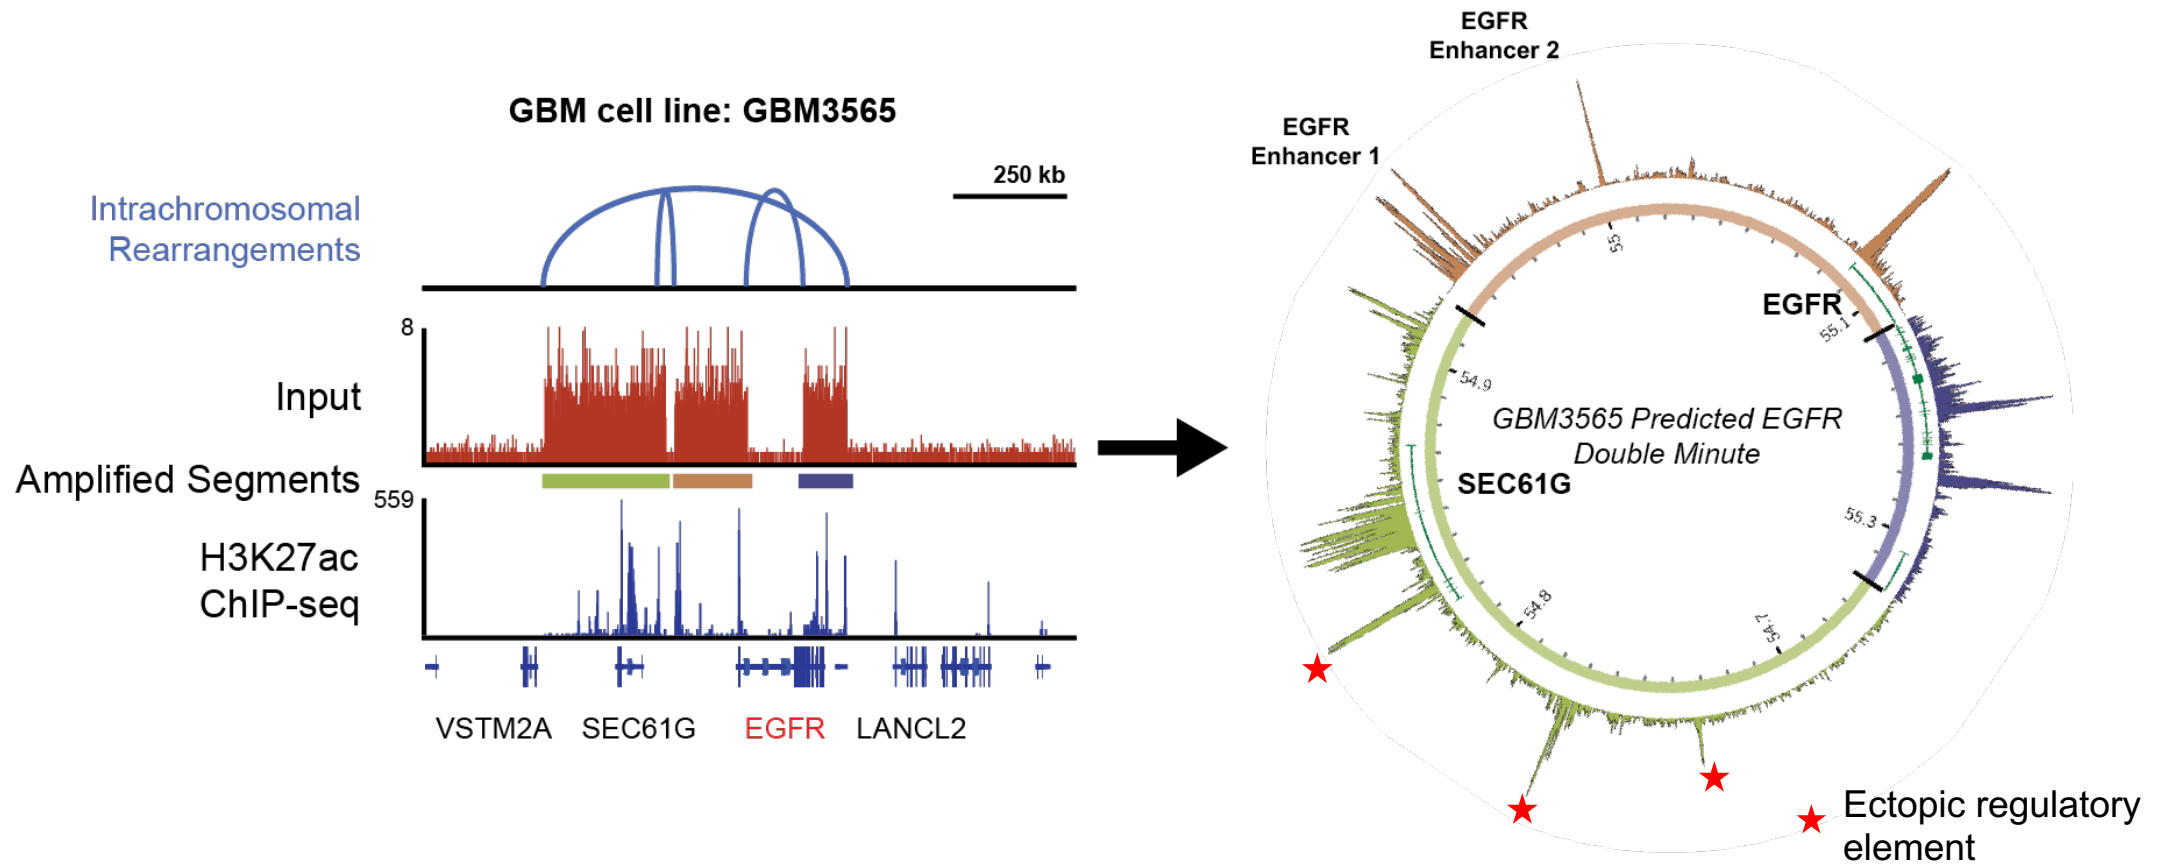 GBM cell line: GBM3565
250 kb
Intrachromosomal
Rearrangements
8
Input
Amplified Segments
559
H3K27ac
ChIP-seq
VSTM2A
SEC61G
EGFR
LANCL2
EGFR
Enhancer 2
EGFR
Enhancer 1
55
EGFR
55.1
54.9
GBM3565 Predicted EGFR
Double Minute
SEC61G
55.3
54.8
54.7
Ectopic regulatory
element